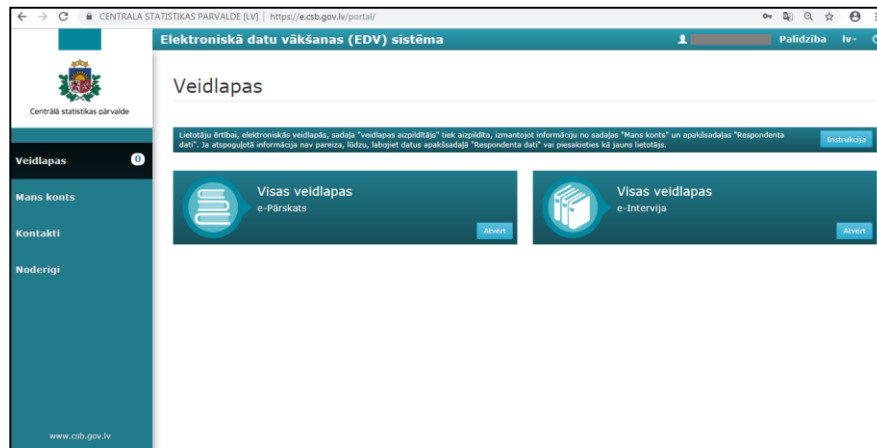 CENTRALA STATISTIKAS PARVALDE [LV] | https://e.csb.gov.lv/portal/
Elektroniskā datu vākšanas (EDV) sistēma
Palīdzība lv
Centrālā statistikas pārvalde
Veidlapas
Lietotāju ērtībai, elektroniskās veidlapās, sadaļa "veidlapas aizpildītājs" tiek aizpildīta, izmantojot informāciju no sadaļas "Mans konts" un apakšsadaļas "Respondenta
dati". Ja atspoguļotā informācija nav pareiza, lūdzu, labojiet datus apakšsadaļā "Respondenta dati" vai piesakieties kā jauns lietotājs.
Instrukcija
Veidlapas 0
Mans konts
Kontakti
Noderīgi
Visas veidlapas
e-Pārskats
Atvērt
Visas veidlapas
e-Intervija
Atvērt
www.csb.gov.lv